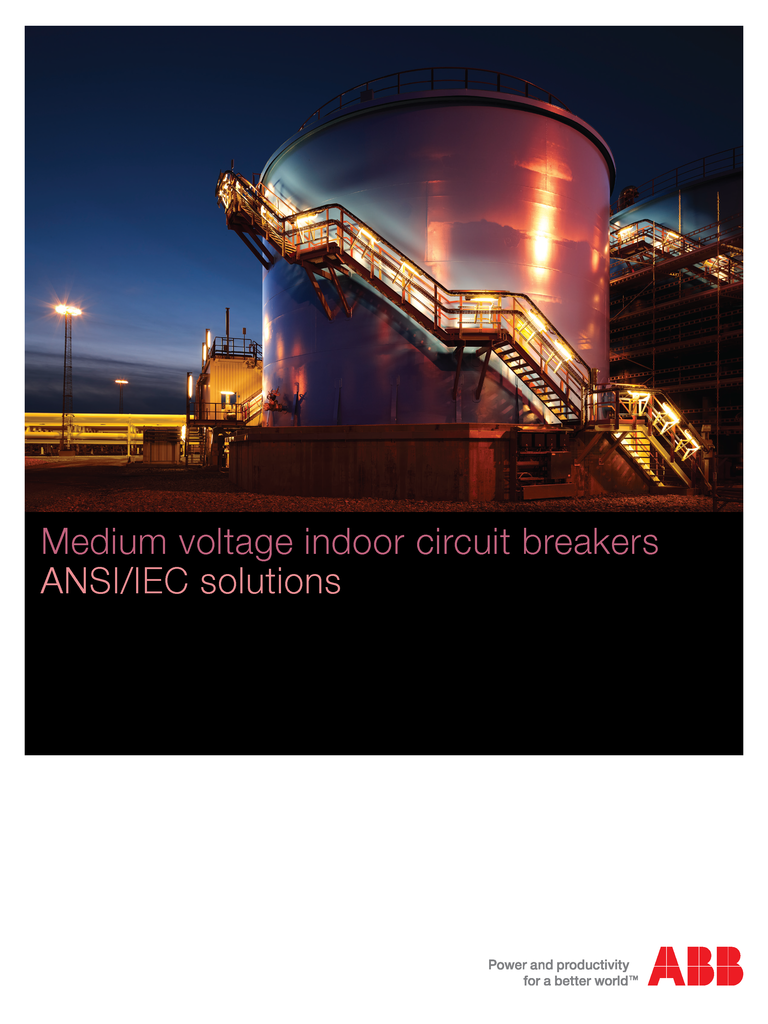 Medium voltage indoor circuit breakers
ANSI/IEC solutions
Power and productivity
for a better world™
ABB